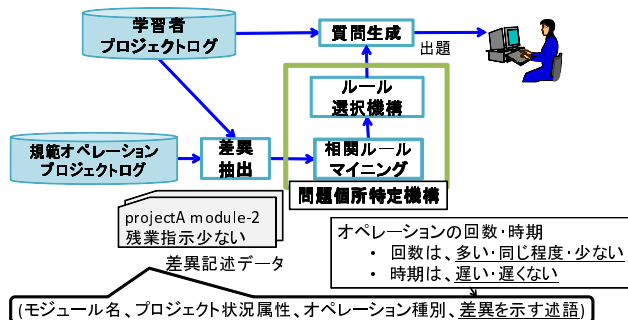 学習者
プロジェクトログ
質問生成
出題
ルール
選択機構
規範オペレーション
プロジェクトログ
差異
抽出
相関ルール
マイニング
問題個所特定機構
projectA module-2
残業指示少ない
差異記述データ
オペレーションの回数・時期
• 回数は、多い・同じ程度・少ない
• 時期は、遅い・遅くない
(モジュール名、プロジェクト状況属性、オペレーション種別、差異を示す述語)